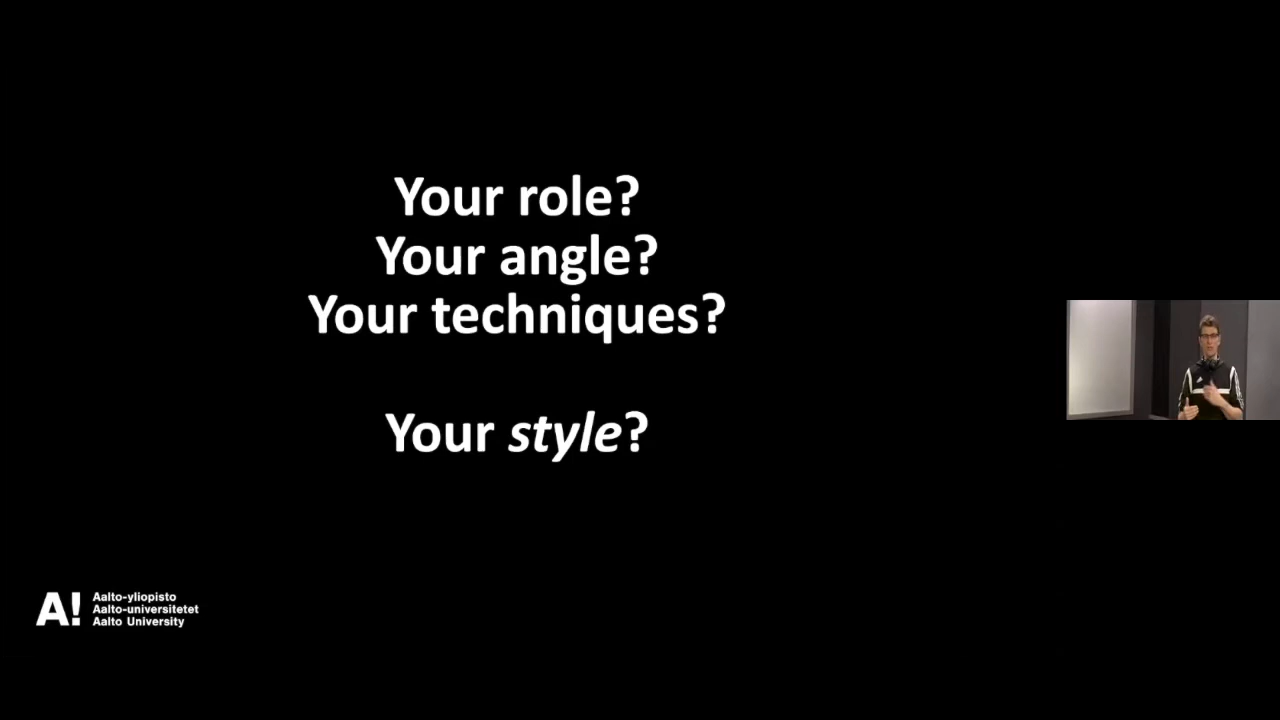 Your role?
Your angle?
Your techniques?
Your style?
A!
Aalto-yliopisto
Aalto-universitetet
Aalto University